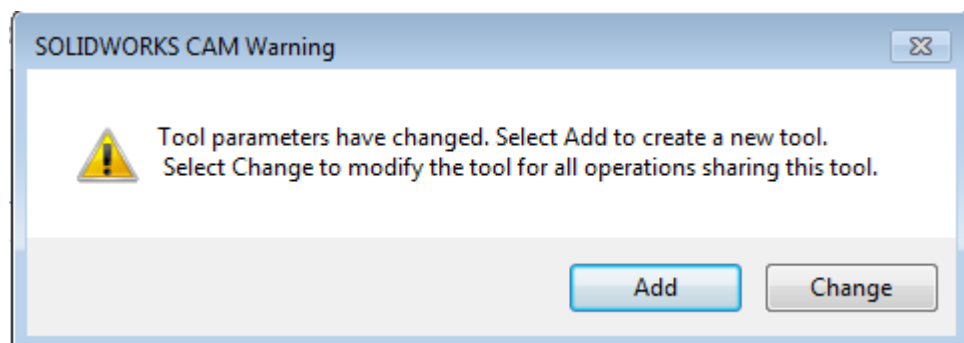 SOLIDWORKS CAM Warning
Tool parameters have changed. Select Add to create a new tool.
Select Change to modify the tool for all operations sharing this tool.
Add Change